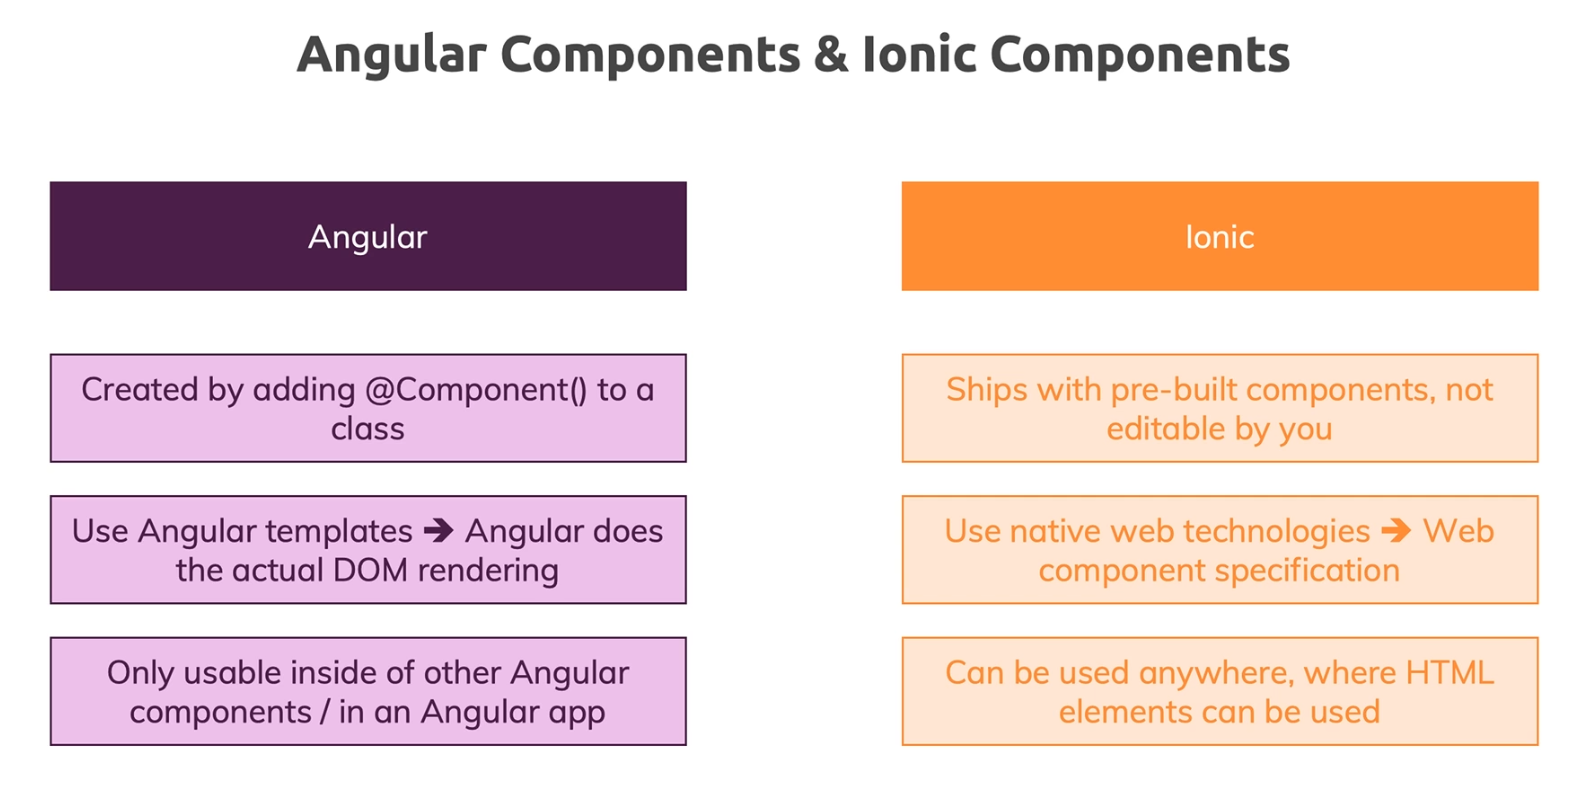 Angular Components & Ionic Components
Angular
Created by adding @Component() to a
class
Use Angular templates 🡪 Angular does
the actual DOM rendering
Only usable inside of other Angular
components / in an Angular app
Ionic
Ships with pre-built components, not
editable by you
Use native web technologies 🡪 Web
component specification
Can be used anywhere, where HTML
elements can be used